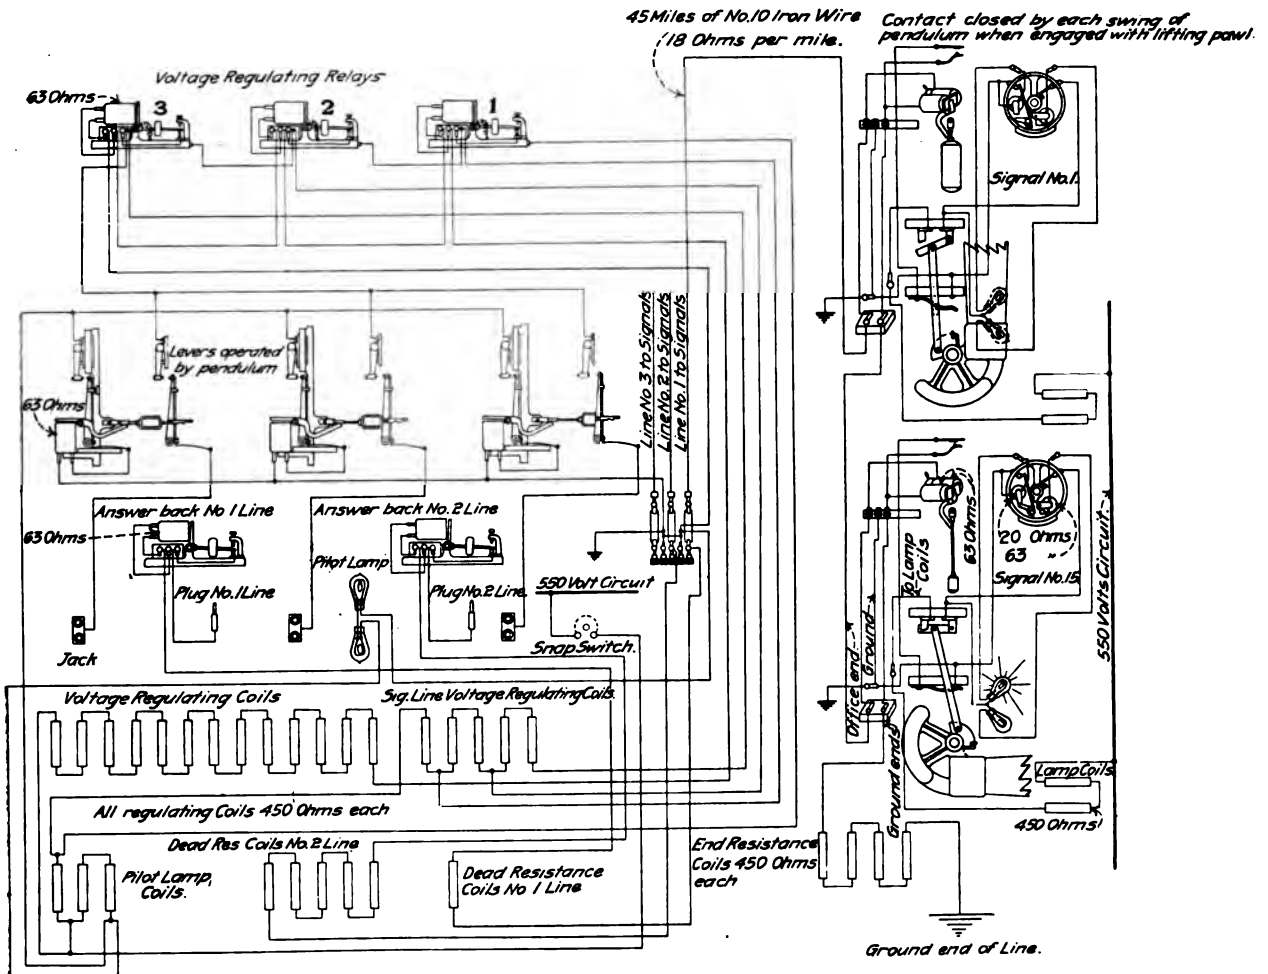 45 Miles of No.10 Iron Wire
18 Ohms per mile.
Contact closed by each swing of
pendulum when engaged with lifting pawl.
Voltage Regulating Relays
63 Ohms
3
2
1
Signal No.1.
Levers operated
by pendulum
63 Ohms
Line No 3 to Signals
Line No. 2 to Signals
Line No. 1 to Signals
Answer back No 1 Line
Answer back No. 2 Line
63 Ohms
Pilot Lamp
Plug No. 1 Line
Plug No. 2 Line
550 Volt Circuit
Snap Switch.
Jack
63 Ohms
20 Ohms
63 "
Signal No. 15
To Lamp
Coils
Office end
Ground
Ground ends
550 Volts Circuit.
Voltage Regulating Coils
Sig. Line Voltage Regulating Coils
Lamp Coils
450 Ohms
All regulating Coils 450 Ohms each
Dead Res Coils No. 2 Line
Pilot Lamp,
Coils.
Dead Resistance
Coils No 1 Line
End Resistance
Coils 450 Ohms
each
Ground end of Line.